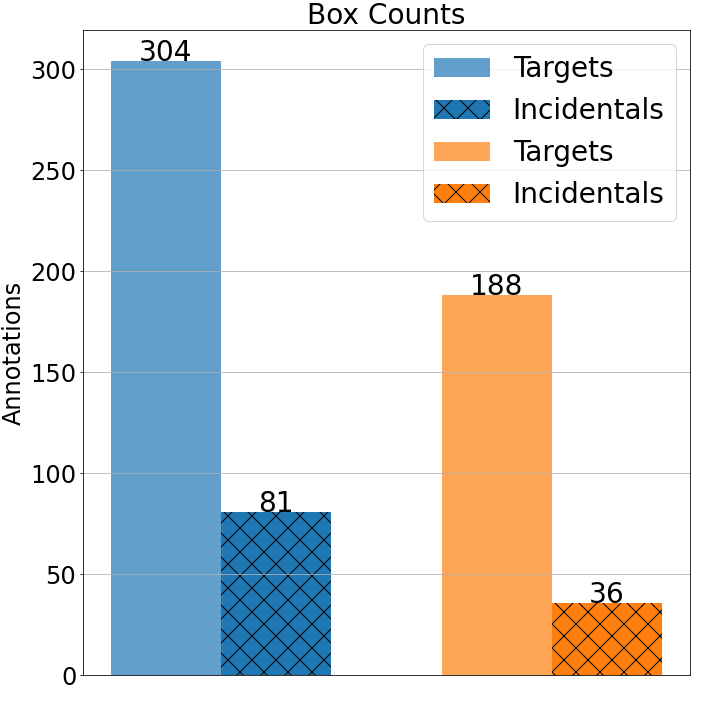 Box Counts
304
300
Targets
Incidentals
Targets
Incidentals
250
200
188
150
Annotations
100
81
50
36
0